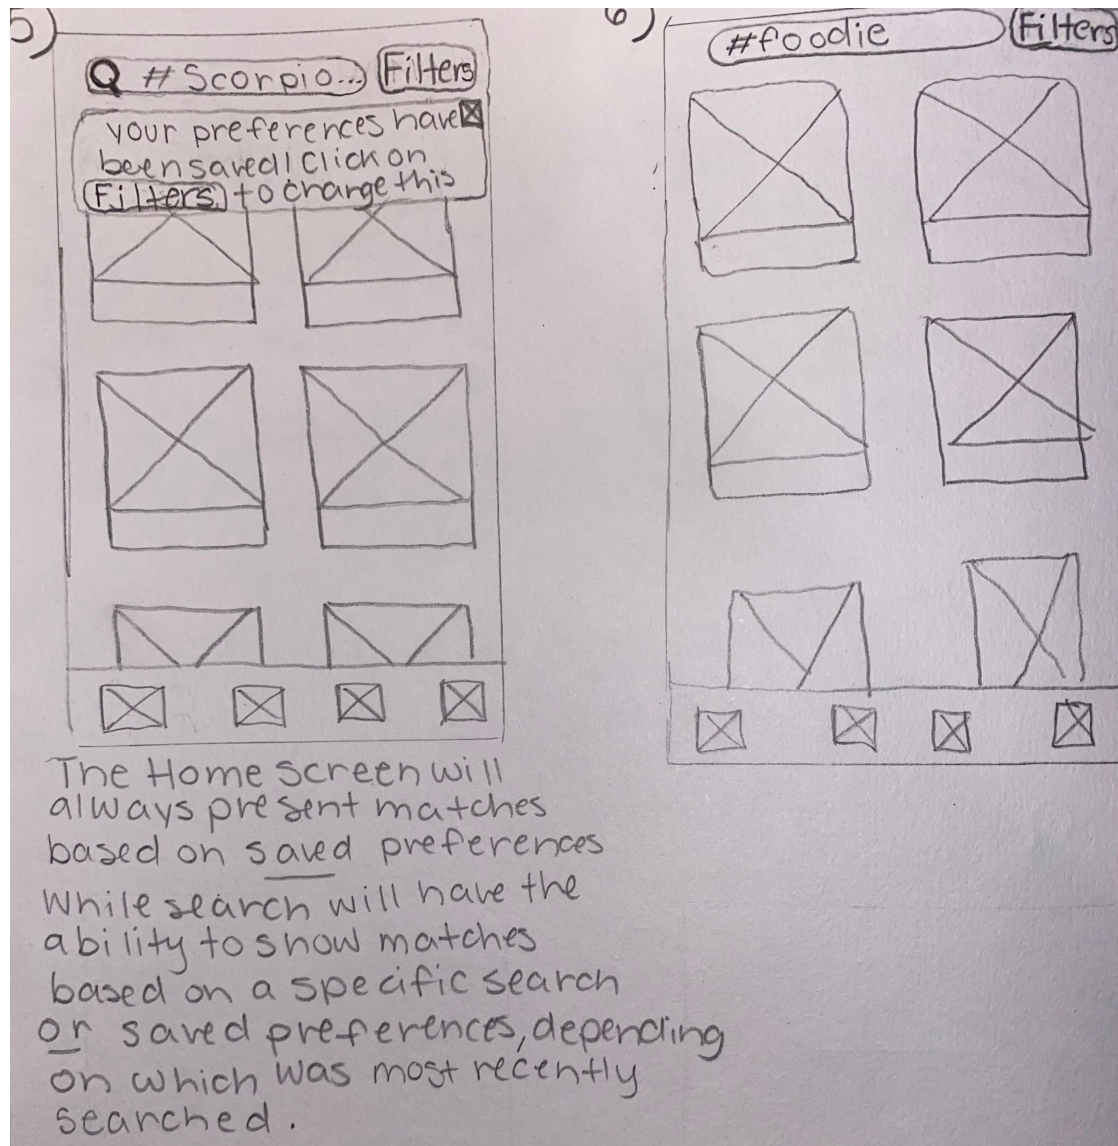 5)
Q #Scorpio... Filters
your preferences have
been saved! Click on
Filters to change this
The Home Screen will
always present matches
based on saved preferences
while search will have the
ability to show matches
based on a specific search
or saved preferences, depending
on which was most recently
searched.
6)
#foodie Filters